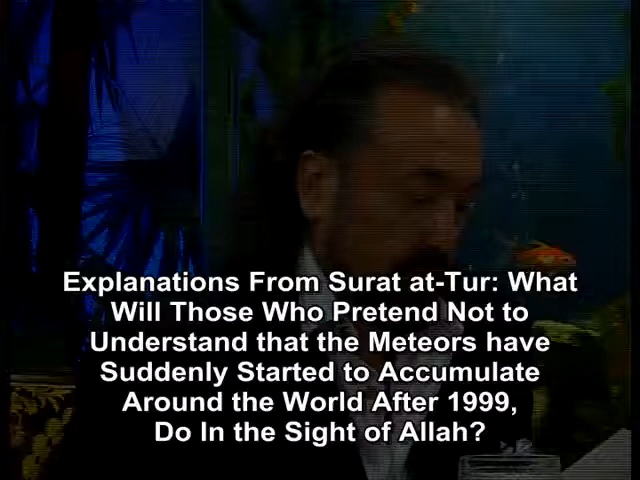 Explanations From Surat at-Tur: What
Will Those Who Pretend Not to
Understand that the Meteors have
Suddenly Started to Accumulate
Around the World After 1999,
Do In the Sight of Allah?